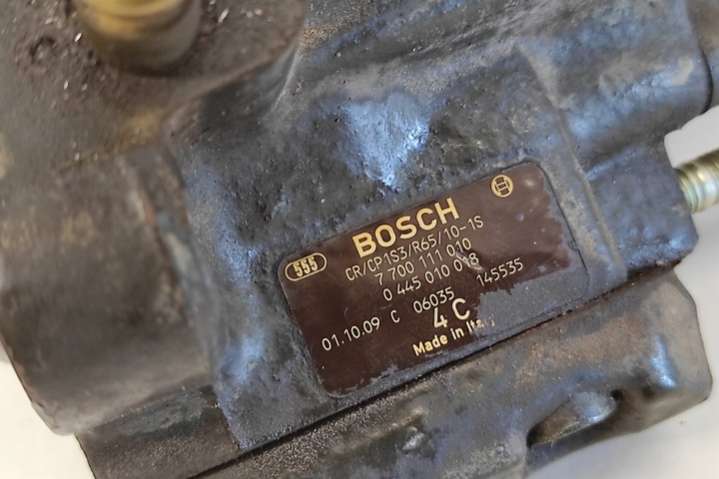 BOSCH
555
CR/CP1S3/R65/10-1S
7 700 111 010
0 445 010 018
01.10.09 C 06035 145535
4 C
Made in Italy